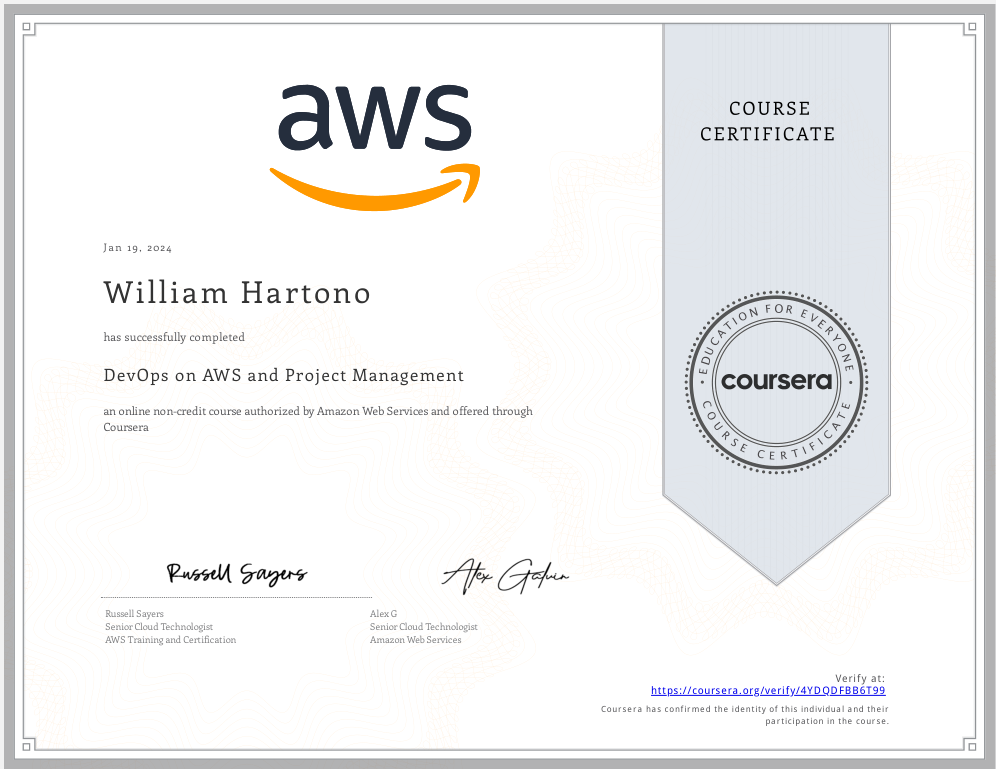 aws
COURSE
CERTIFICATE
Jan 19, 2024
William Hartono
has successfully completed
DevOps on AWS and Project Management
an online non-credit course authorized by Amazon Web Services and offered through
Coursera
EDUCATION FOR EVERYONE
coursera
COURSE CERTIFICATE
Russell Sayers
Alex Galvin
Russell Sayers
Senior Cloud Technologist
AWS Training and Certification
Alex G
Senior Cloud Technologist
Amazon Web Services
Verify at:
https://coursera.org/verify/4YDQDFBB6T99
Coursera has confirmed the identity of this individual and their
participation in the course.